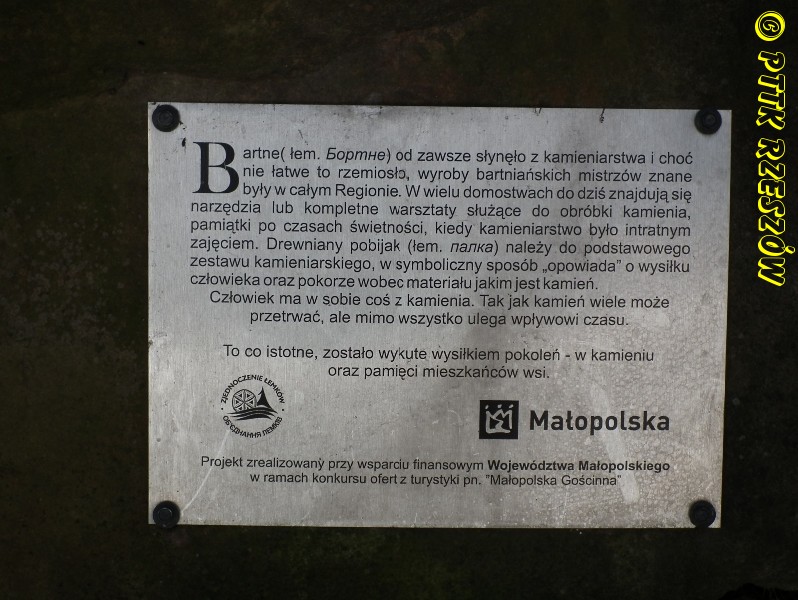 Bartne( łem. Бортне) od zawsze słynęło z kamieniarstwa i choć
nie łatwe to rzemiosło, wyroby bartniańskich mistrzów znane
były w całym Regionie. W wielu domostwach do dziś znajdują się
narzędzia lub kompletne warsztaty służące do obróbki kamienia,
pamiątki po czasach świetności, kiedy kamieniarstwo było intratnym
zajęciem. Drewniany pobijak (łem. палка) należy do podstawowego
zestawu kamieniarskiego, w symboliczny sposób „opowiada” o wysiłku
człowieka oraz pokorze wobec materiału jakim jest kamień.
Człowiek ma w sobie coś z kamienia. Tak jak kamień wiele może
przetrwać, ale mimo wszystko ulega wpływowi czasu.
To co istotne, zostało wykute wysiłkiem pokoleń - w kamieniu
oraz pamięci mieszkańców wsi.
ZJEDNOCZENIE ŁEMKÓW
ОБ'ЄДНАННЯ ЛЕМКІВ
Małopolska
Projekt zrealizowany przy wsparciu finansowym Województwa Małopolskiego
w ramach konkursu ofert z turystyki pn. "Małopolska Gościnna"
© PTTK RZESZÓW